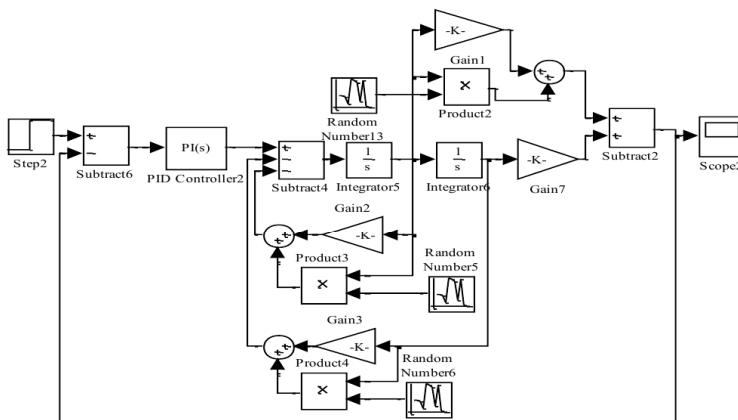 -K-
Gain1
×
Product2
Random
Number13
Step2
+
−
Subtract6
PI(s)
PID Controller2
+
−
−
Subtract4
1
s
Integrator5
1
s
Integrator6
-K-
Gain7
+
+
Subtract2
Scope2
+
+
Gain2
-K-
+
+
Product3
×
Random
Number5
Gain3
-K-
+
+
Product4
×
Random
Number6